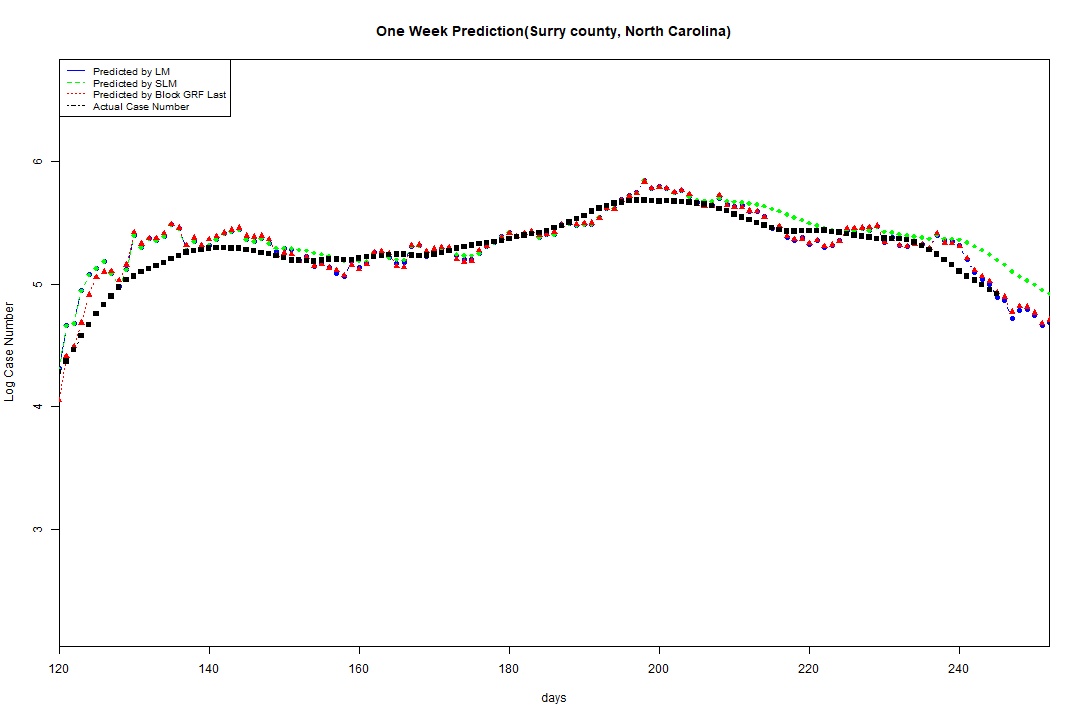 One Week Prediction(Surry county, North Carolina)
Predicted by LM
Predicted by SLM
Predicted by Block GRF Last
Actual Case Number
6
5
4
3
Log Case Number
120 140 160 180 200 220 240
days